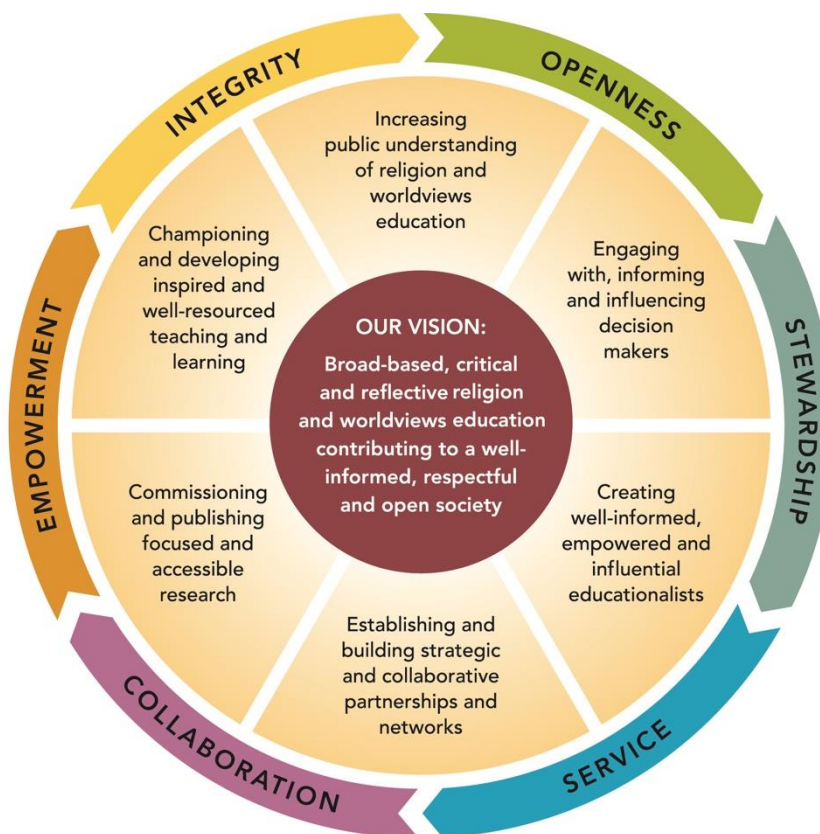 INTEGRITY
OPENNESS
STEWARDSHIP
SERVICE
COLLABORATION
EMPOWERMENT
Increasing
public understanding
of religion and
worldviews
education
Engaging
with, informing
and influencing
decision
makers
Creating
well-informed,
empowered and
influential
educationalists
Establishing and
building strategic
and collaborative
partnerships and
networks
Commissioning
and publishing
focused and
accessible
research
Championing
and developing
inspired and
well-resourced
teaching and
learning
OUR VISION:
Broad-based, critical
and reflective religion
and worldviews education
contributing to a well-
informed, respectful
and open society